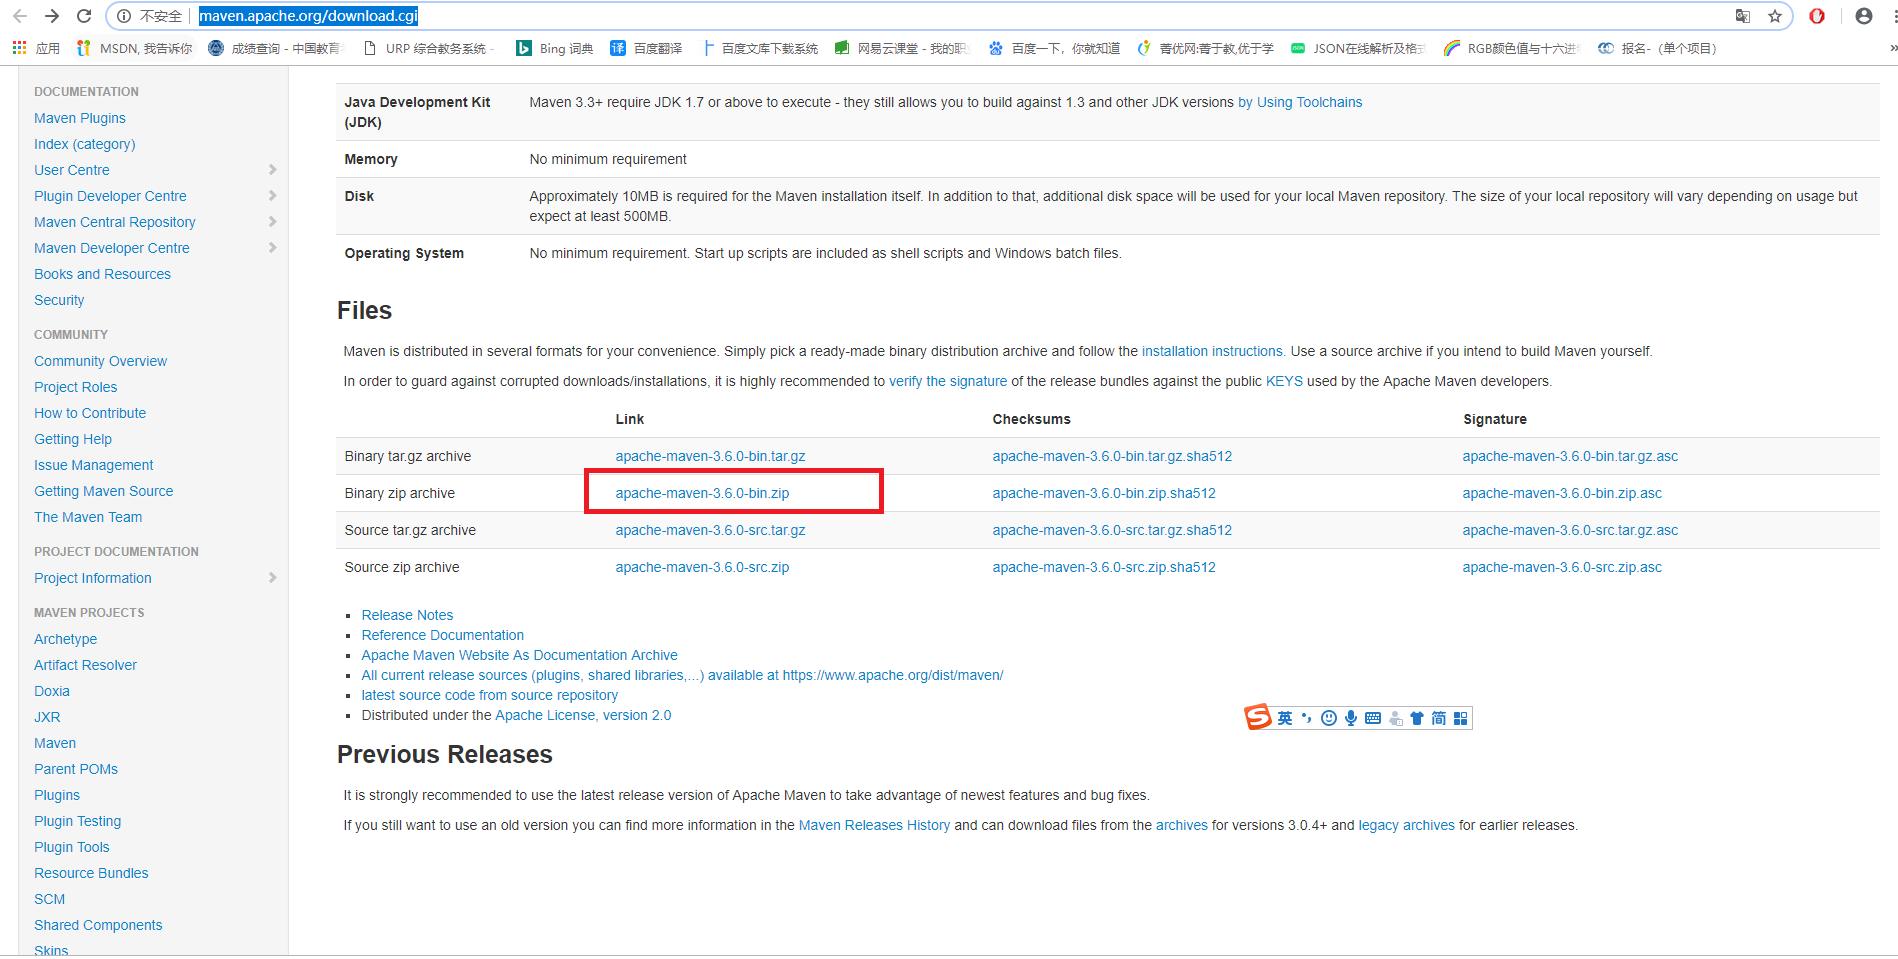 不安全 maven.apache.org/download.cgi
应用 MSDN, 我告诉你 成绩查询 - 中国教育 URP 综合教务系统 - Bing 词典 百度翻译 百度文库下载系统 网易云课堂 - 我的职 百度一下，你就知道 菁优网:菁于教,优于学 JSON在线解析及格式 RGB颜色值与十六进 报名-（单个项目） »
DOCUMENTATION
Maven Plugins
Index (category)
User Centre
Plugin Developer Centre
Maven Central Repository
Maven Developer Centre
Books and Resources
Security
COMMUNITY
Community Overview
Project Roles
How to Contribute
Getting Help
Issue Management
Getting Maven Source
The Maven Team
PROJECT DOCUMENTATION
Project Information
MAVEN PROJECTS
Archetype
Artifact Resolver
Doxia
JXR
Maven
Parent POMs
Plugins
Plugin Testing
Plugin Tools
Resource Bundles
SCM
Shared Components
Skins
Java Development Kit (JDK) Maven 3.3+ require JDK 1.7 or above to execute - they still allows you to build against 1.3 and other JDK versions by Using Toolchains
Memory No minimum requirement
Disk Approximately 10MB is required for the Maven installation itself. In addition to that, additional disk space will be used for your local Maven repository. The size of your local repository will vary depending on usage but
expect at least 500MB.
Operating System No minimum requirement. Start up scripts are included as shell scripts and Windows batch files.
Files
Maven is distributed in several formats for your convenience. Simply pick a ready-made binary distribution archive and follow the installation instructions. Use a source archive if you intend to build Maven yourself.
In order to guard against corrupted downloads/installations, it is highly recommended to verify the signature of the release bundles against the public KEYS used by the Apache Maven developers.
Link Checksums Signature
Binary tar.gz archive apache-maven-3.6.0-bin.tar.gz apache-maven-3.6.0-bin.tar.gz.sha512 apache-maven-3.6.0-bin.tar.gz.asc
Binary zip archive apache-maven-3.6.0-bin.zip apache-maven-3.6.0-bin.zip.sha512 apache-maven-3.6.0-bin.zip.asc
Source tar.gz archive apache-maven-3.6.0-src.tar.gz apache-maven-3.6.0-src.tar.gz.sha512 apache-maven-3.6.0-src.tar.gz.asc
Source zip archive apache-maven-3.6.0-src.zip apache-maven-3.6.0-src.zip.sha512 apache-maven-3.6.0-src.zip.asc
Release Notes
Reference Documentation
Apache Maven Website As Documentation Archive
All current release sources (plugins, shared libraries,...) available at https://www.apache.org/dist/maven/
latest source code from source repository
Distributed under the Apache License, version 2.0
英 简
Previous Releases
It is strongly recommended to use the latest release version of Apache Maven to take advantage of newest features and bug fixes.
If you still want to use an old version you can find more information in the Maven Releases History and can download files from the archives for versions 3.0.4+ and legacy archives for earlier releases.